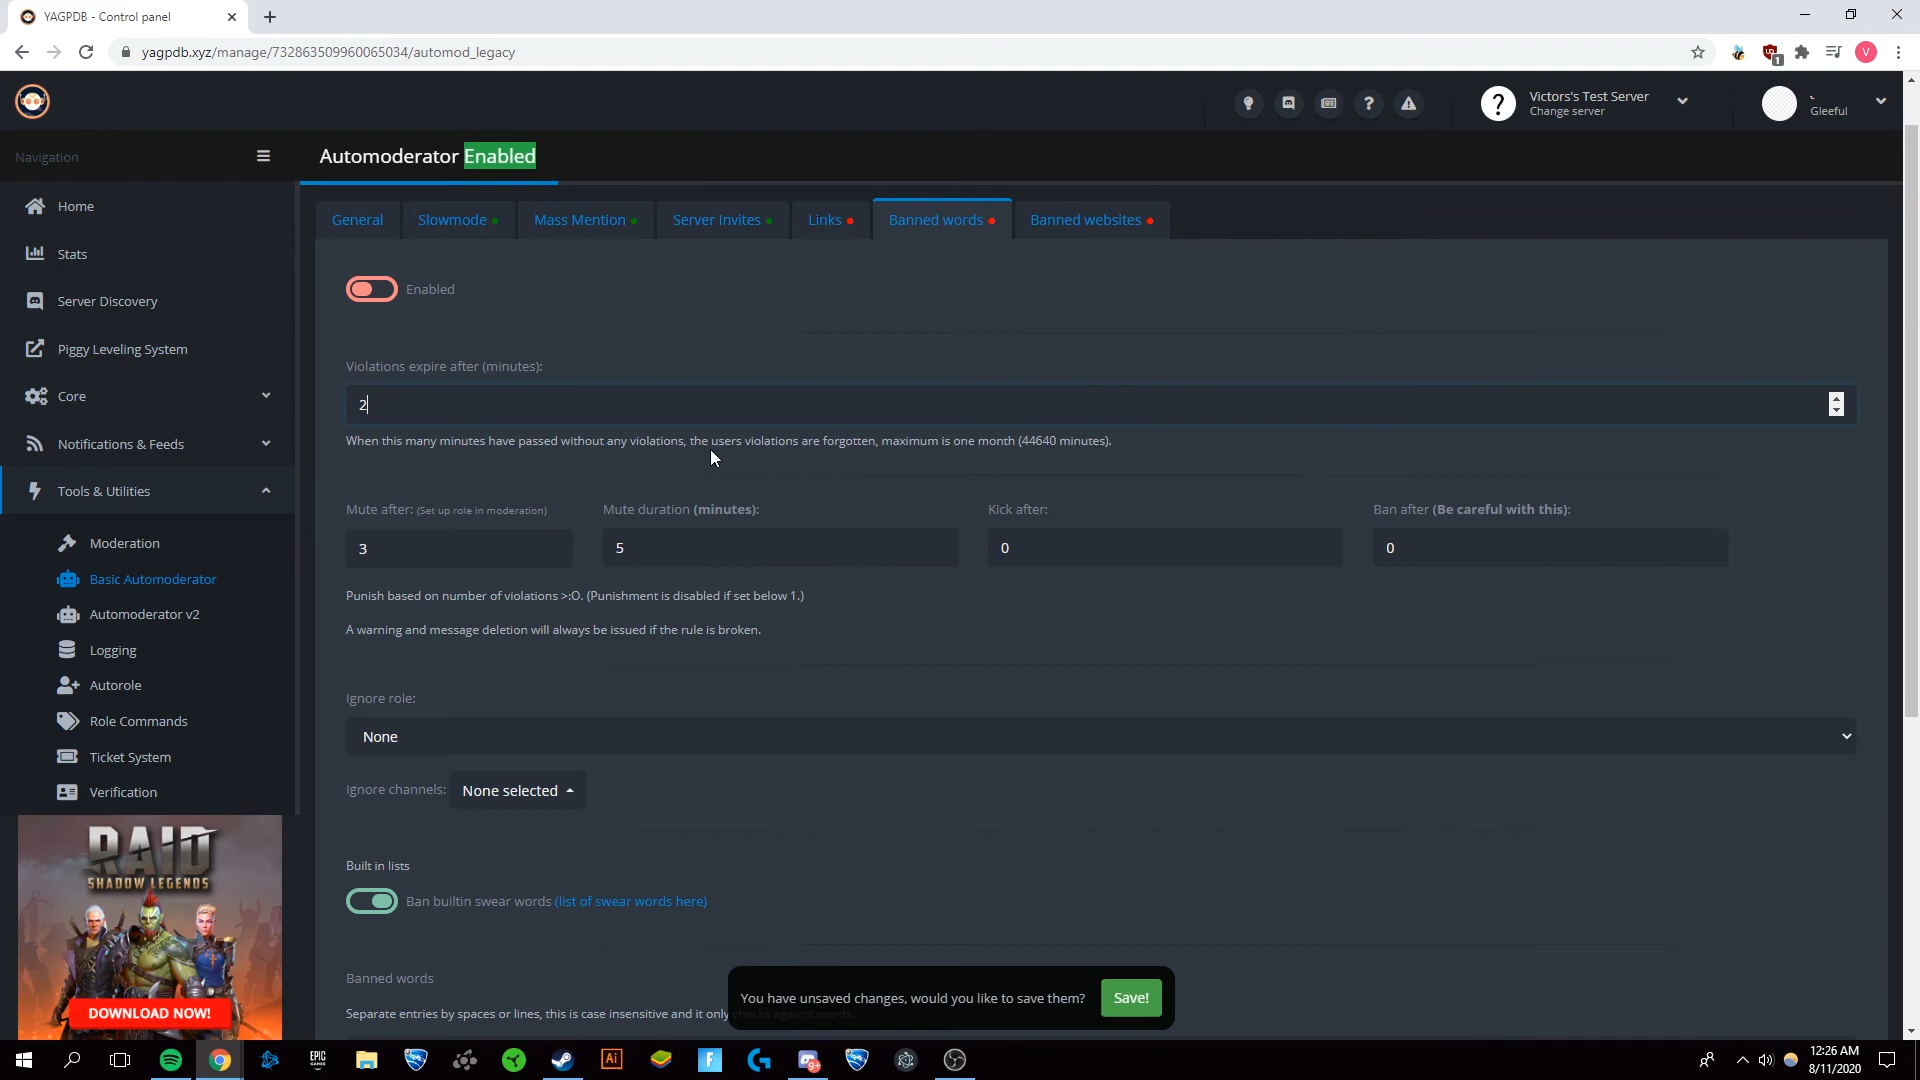 YAGPDB - Control panel
yagpdb.xyz/manage/732863509960065034/automod_legacy
1
V
?
?
Victors's Test Server
Change server
Gleeful
Navigation
Automoderator Enabled
Home
Stats
Server Discovery
Piggy Leveling System
Core
Notifications & Feeds
Tools & Utilities
Moderation
Basic Automoderator
Automoderator v2
Logging
Autorole
Role Commands
Ticket System
Verification
RAID
SHADOW LEGENDS
DOWNLOAD NOW!
General
Slowmode
Mass Mention
Server Invites
Links
Banned words
Banned websites
Enabled
Violations expire after (minutes):
2
When this many minutes have passed without any violations, the users violations are forgotten, maximum is one month (44640 minutes).
Mute after: (Set up role in moderation)
Mute duration (minutes):
Kick after:
Ban after (Be careful with this):
3
5
0
0
Punish based on number of violations >:O. (Punishment is disabled if set below 1.)
A warning and message deletion will always be issued if the rule is broken.
Ignore role:
None
Ignore channels:
None selected
Built in lists
Ban builtin swear words (list of swear words here)
Banned words
Separate entries by spaces or lines, this is case insensitive and it only checks against words.
You have unsaved changes, would you like to save them?
Save!
EPIC
GAMES
Ai
F
9+
12:26 AM
8/11/2020